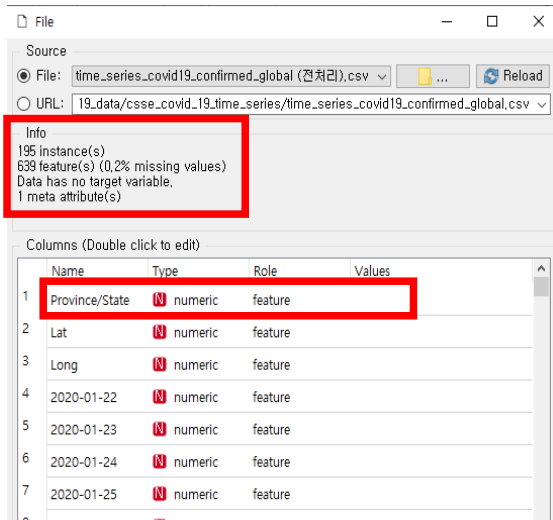 File
Source
File: time_series_covid19_confirmed_global (전처리).csv ... Reload
URL: 19_data/csse_covid_19_time_series/time_series_covid19_confirmed_global.csv
Info
195 instance(s)
639 feature(s) (0.2% missing values)
Data has no target variable.
1 meta attribute(s)
Columns (Double click to edit)
Name Type Role Values
1 Province/State N numeric feature
2 Lat N numeric feature
3 Long N numeric feature
4 2020-01-22 N numeric feature
5 2020-01-23 N numeric feature
6 2020-01-24 N numeric feature
7 2020-01-25 N numeric feature